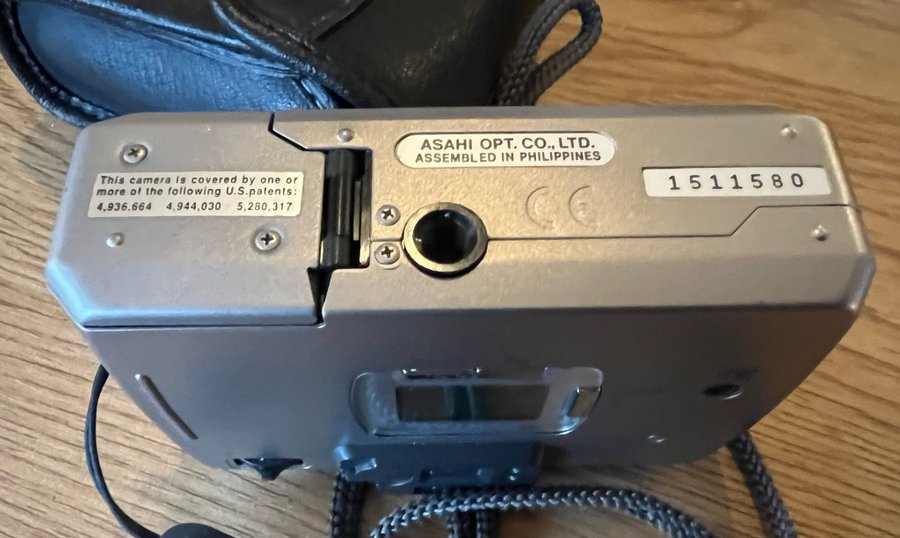 This camera is covered by one or
more of the following U.S.patents:
4,936,664 4,944,030 5,280,317
ASAHI OPT. CO., LTD.
ASSEMBLED IN PHILIPPINES
1511580
CE